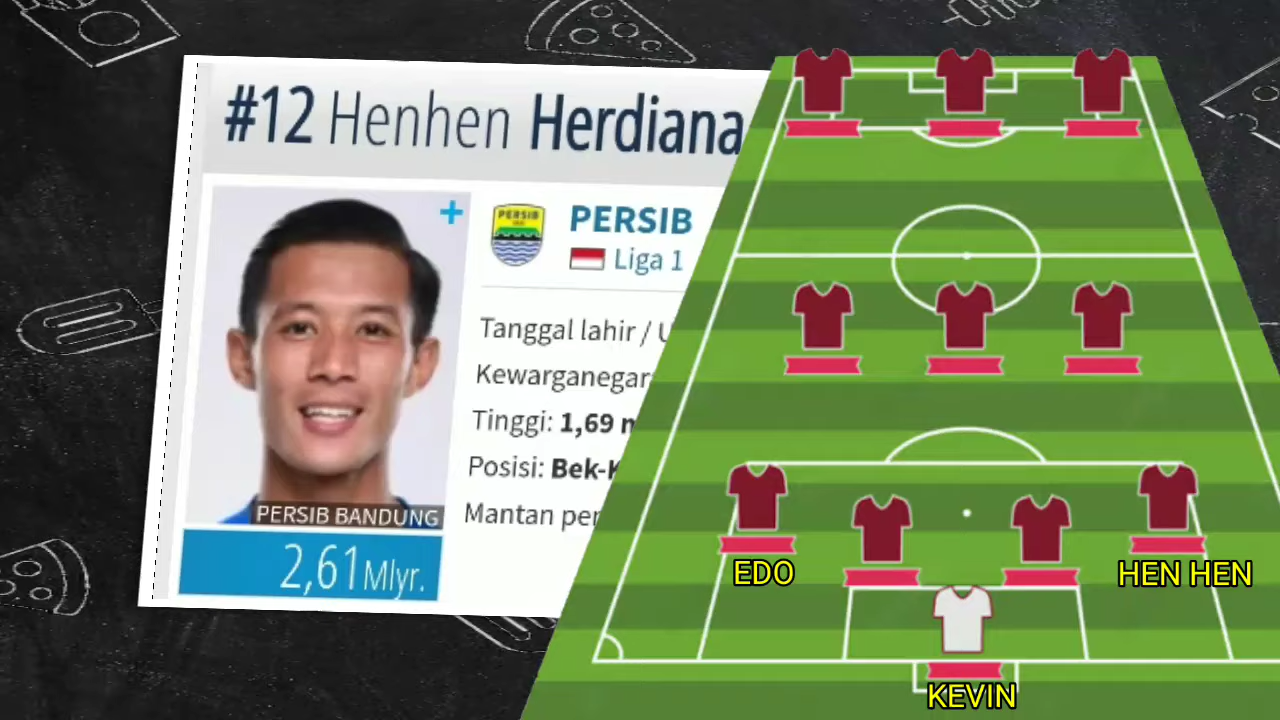 #12 Henhen Herdiana
PERSIB
PERSIB
Liga 1
Tanggal lahir / U
Kewarganegar
Tinggi: 1,69 m
Posisi: Bek-K
Mantan per
PERSIB BANDUNG
2,61 Mlyr.
EDO
HEN HEN
KEVIN